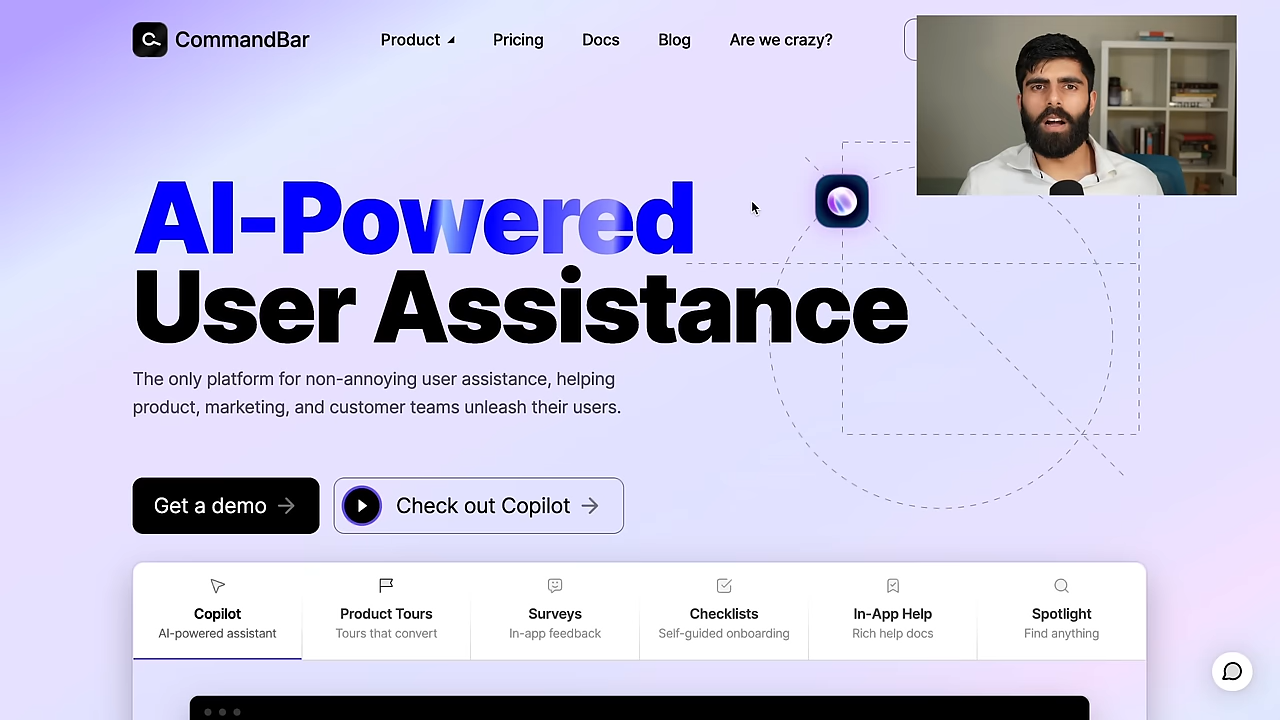 CommandBar
Product
Pricing
Docs
Blog
Are we crazy?
AI-Powered
User Assistance
The only platform for non-annoying user assistance, helping
product, marketing, and customer teams unleash their users.
Get a demo
Check out Copilot
Copilot
AI-powered assistant
Product Tours
Tours that convert
Surveys
In-app feedback
Checklists
Self-guided onboarding
In-App Help
Rich help docs
Spotlight
Find anything